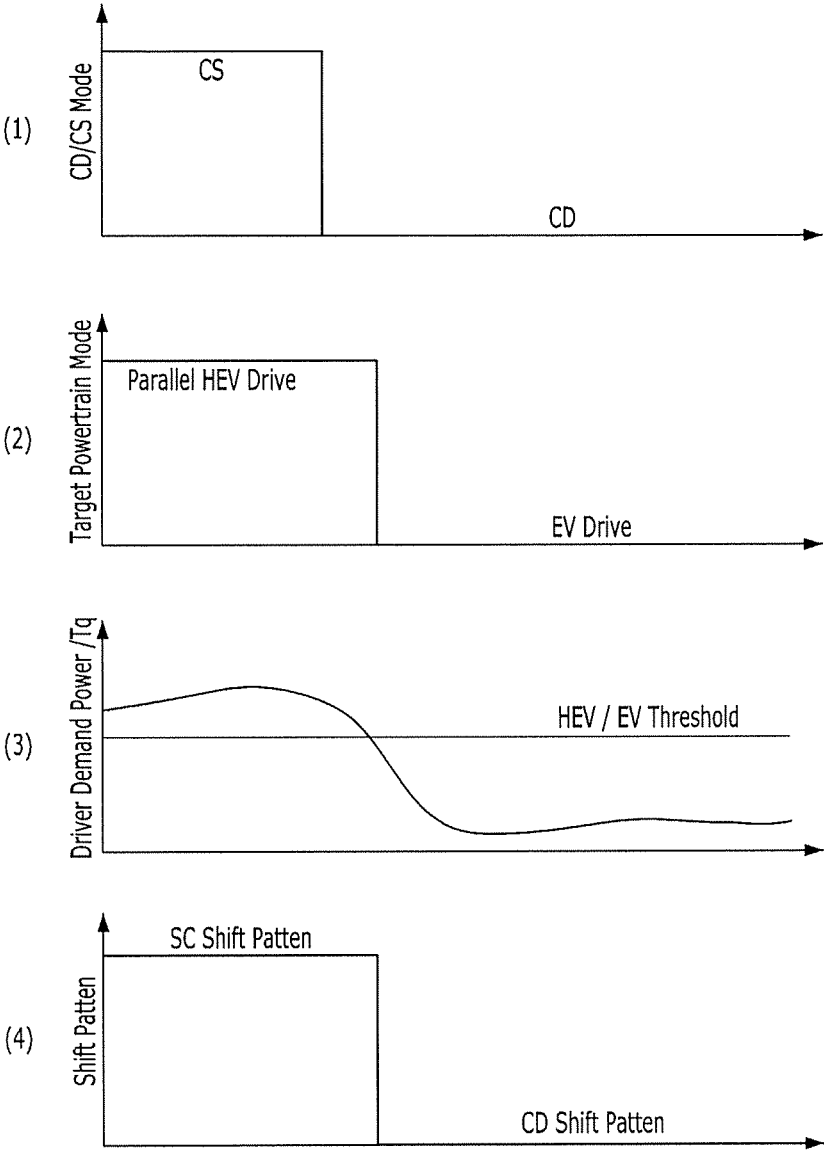 (1)
CD/CS Mode
CS
CD
(2)
Target Powertrain Mode
Parallel HEV Drive
EV Drive
(3)
Driver Demand Power /Tq
HEV / EV Threshold
(4)
Shift Patten
SC Shift Patten
CD Shift Patten